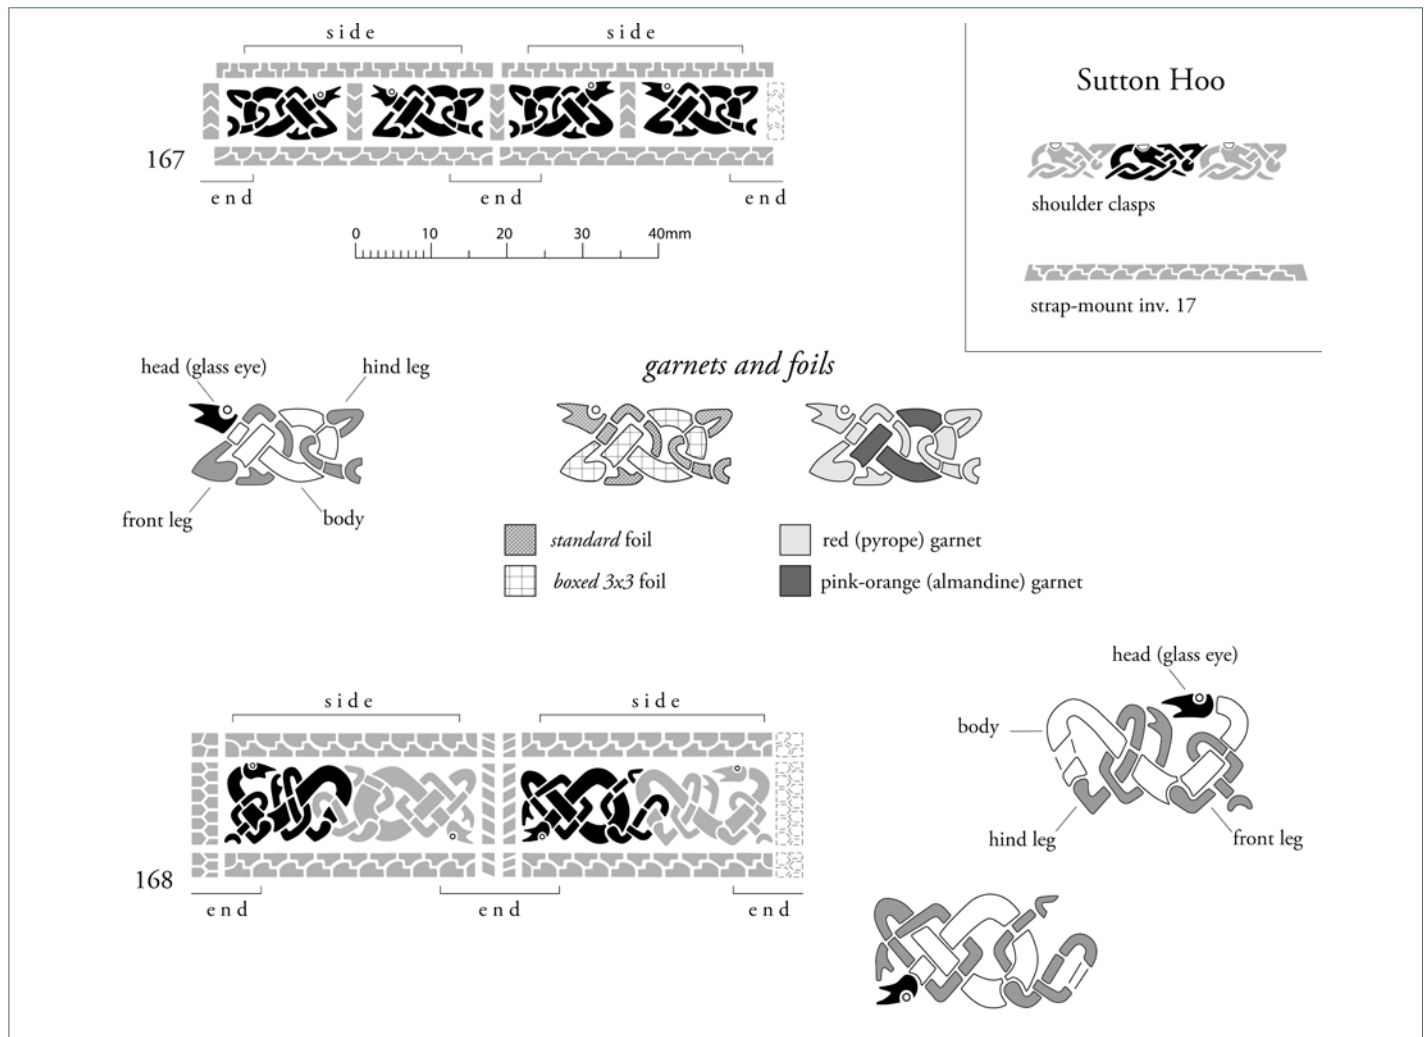 side side
167
end end end
0 10 20 30 40mm
Sutton Hoo
shoulder clasps
strap-mount inv. 17
garnets and foils
head (glass eye) hind leg
front leg body
standard foil
boxed 3x3 foil
red (pyrope) garnet
pink-orange (almandine) garnet
side side
168
end end end
head (glass eye)
body
hind leg front leg